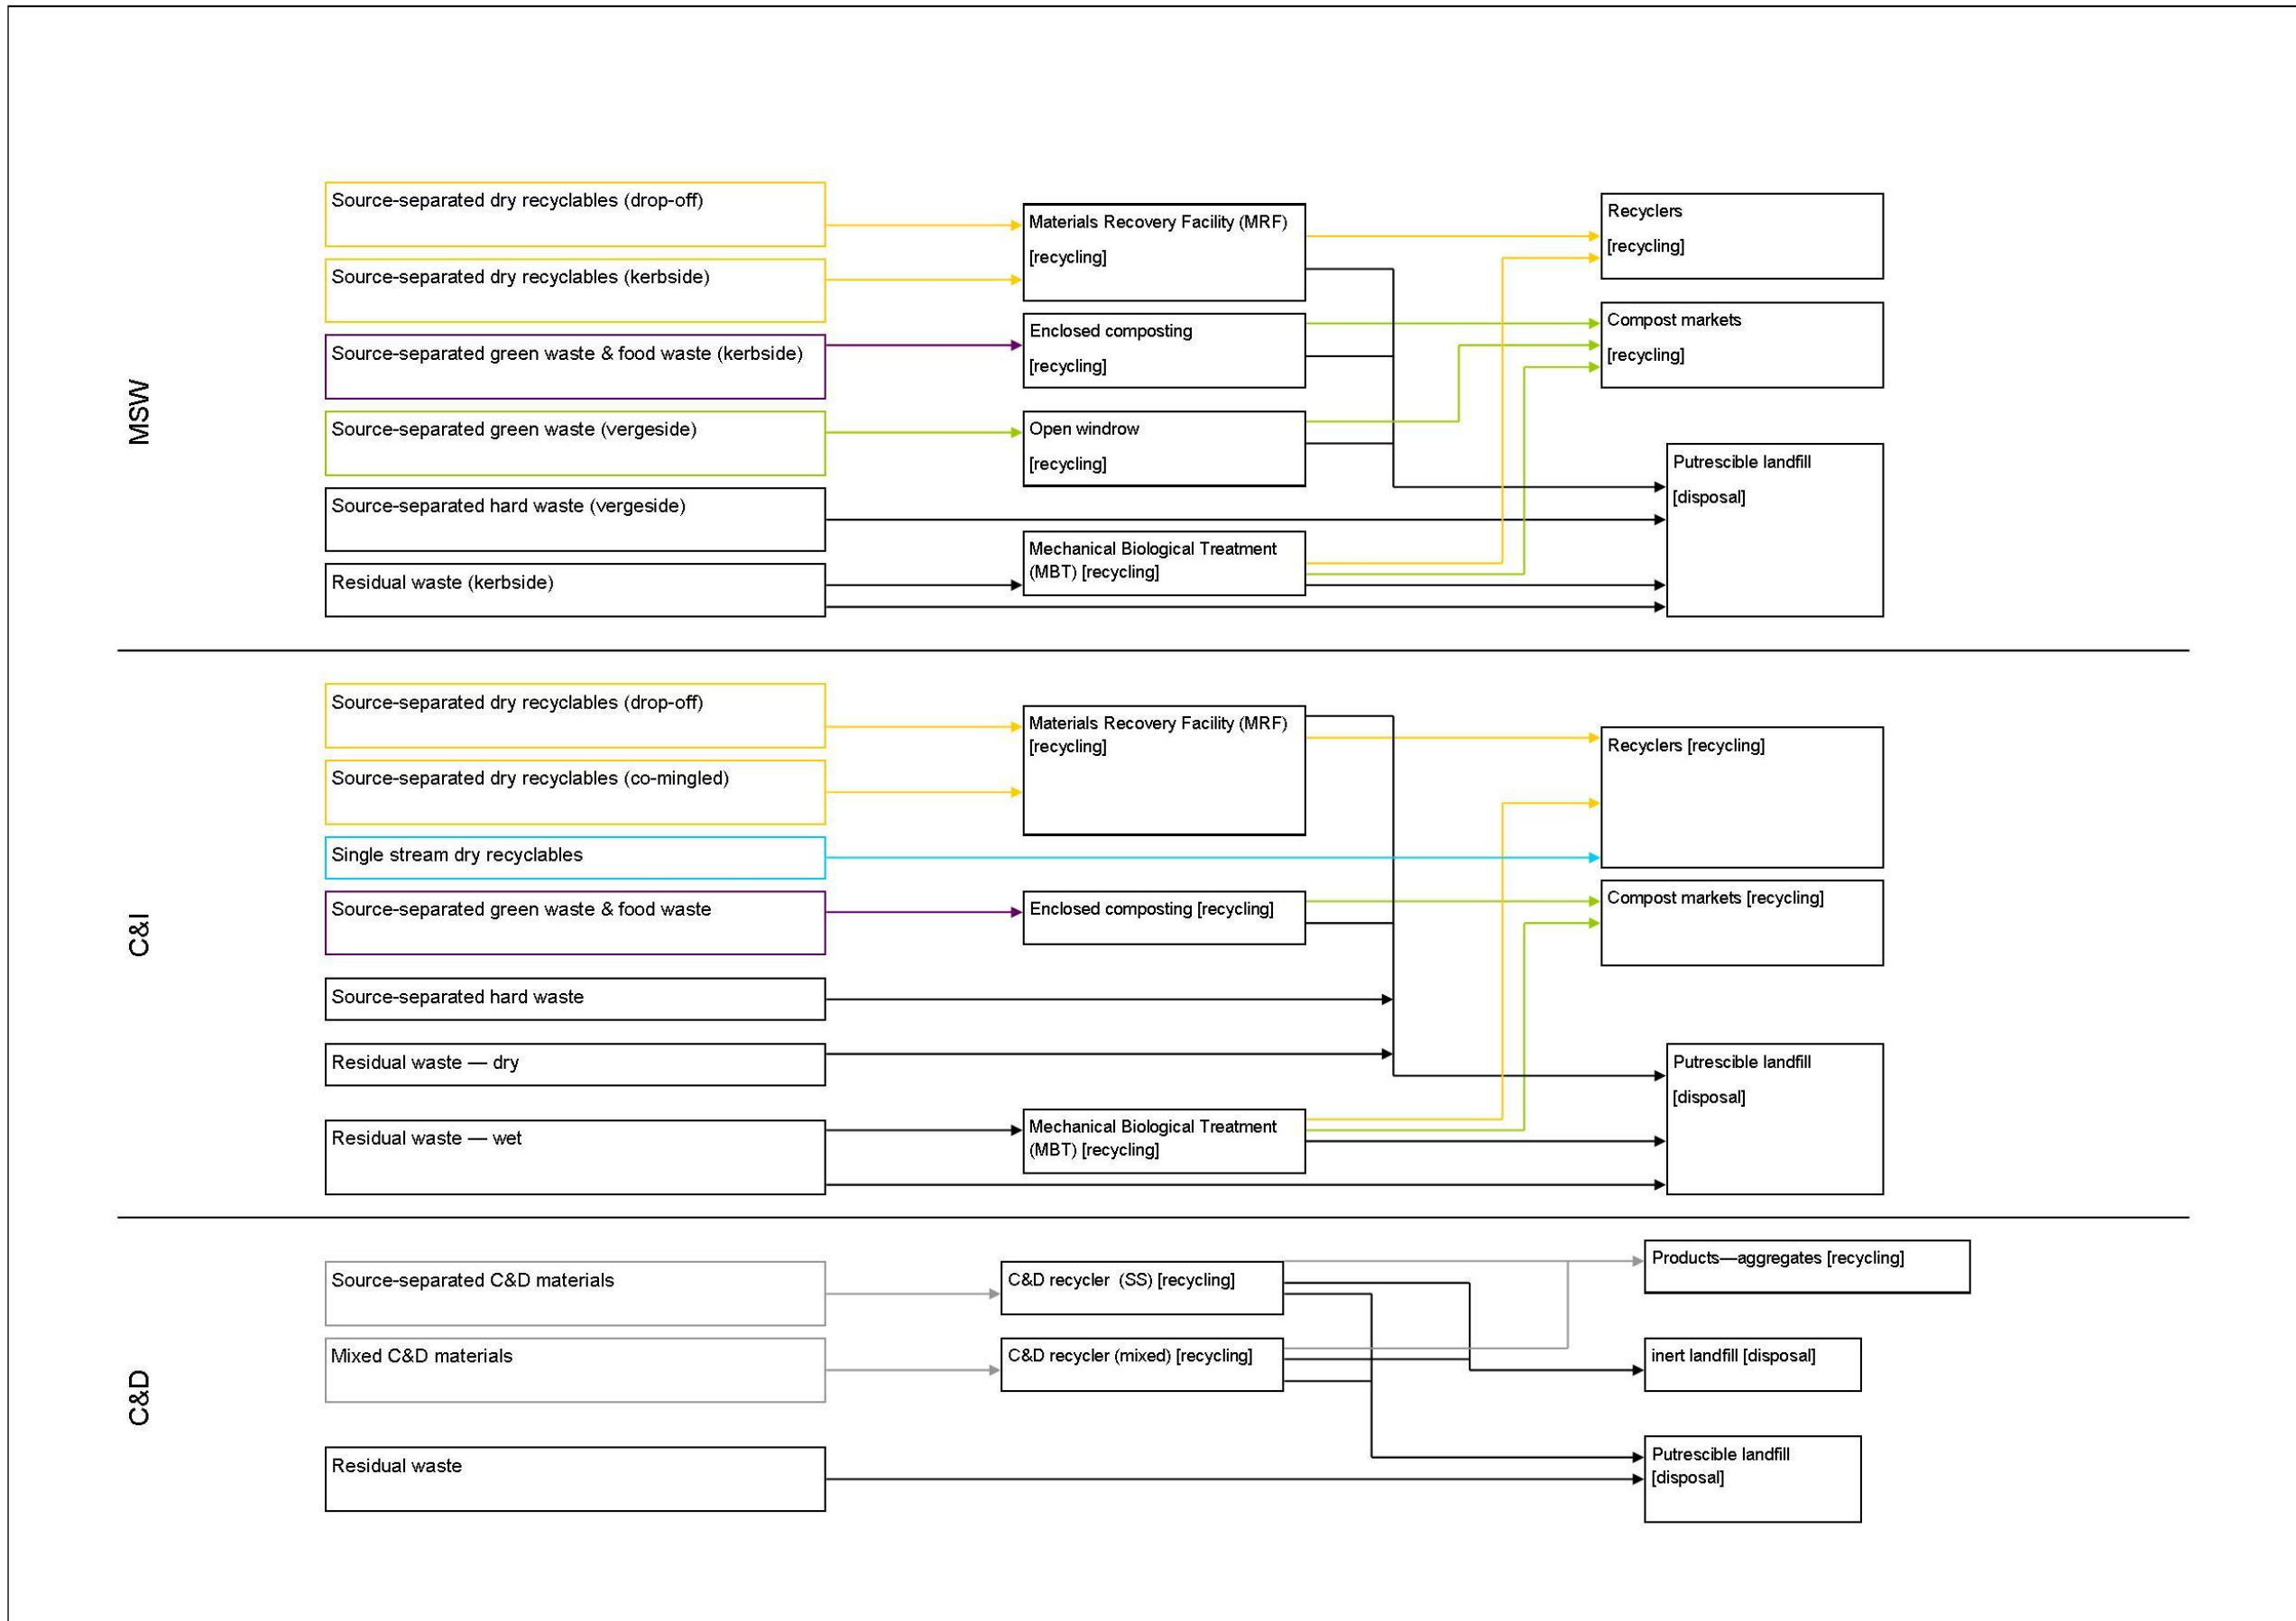 MSW
Source-separated dry recyclables (drop-off)
Source-separated dry recyclables (kerbside)
Source-separated green waste & food waste (kerbside)
Source-separated green waste (vergeside)
Source-separated hard waste (vergeside)
Residual waste (kerbside)
Materials Recovery Facility (MRF)
[recycling]
Enclosed composting
[recycling]
Open windrow
[recycling]
Mechanical Biological Treatment
(MBT) [recycling]
Recyclers
[recycling]
Compost markets
[recycling]
Putrescible landfill
[disposal]
C&I
Source-separated dry recyclables (drop-off)
Source-separated dry recyclables (co-mingled)
Single stream dry recyclables
Source-separated green waste & food waste
Source-separated hard waste
Residual waste — dry
Residual waste — wet
Materials Recovery Facility (MRF)
[recycling]
Enclosed composting [recycling]
Mechanical Biological Treatment
(MBT) [recycling]
Recyclers [recycling]
Compost markets [recycling]
Putrescible landfill
[disposal]
C&D
Source-separated C&D materials
Mixed C&D materials
Residual waste
C&D recycler (SS) [recycling]
C&D recycler (mixed) [recycling]
Products—aggregates [recycling]
inert landfill [disposal]
Putrescible landfill
[disposal]